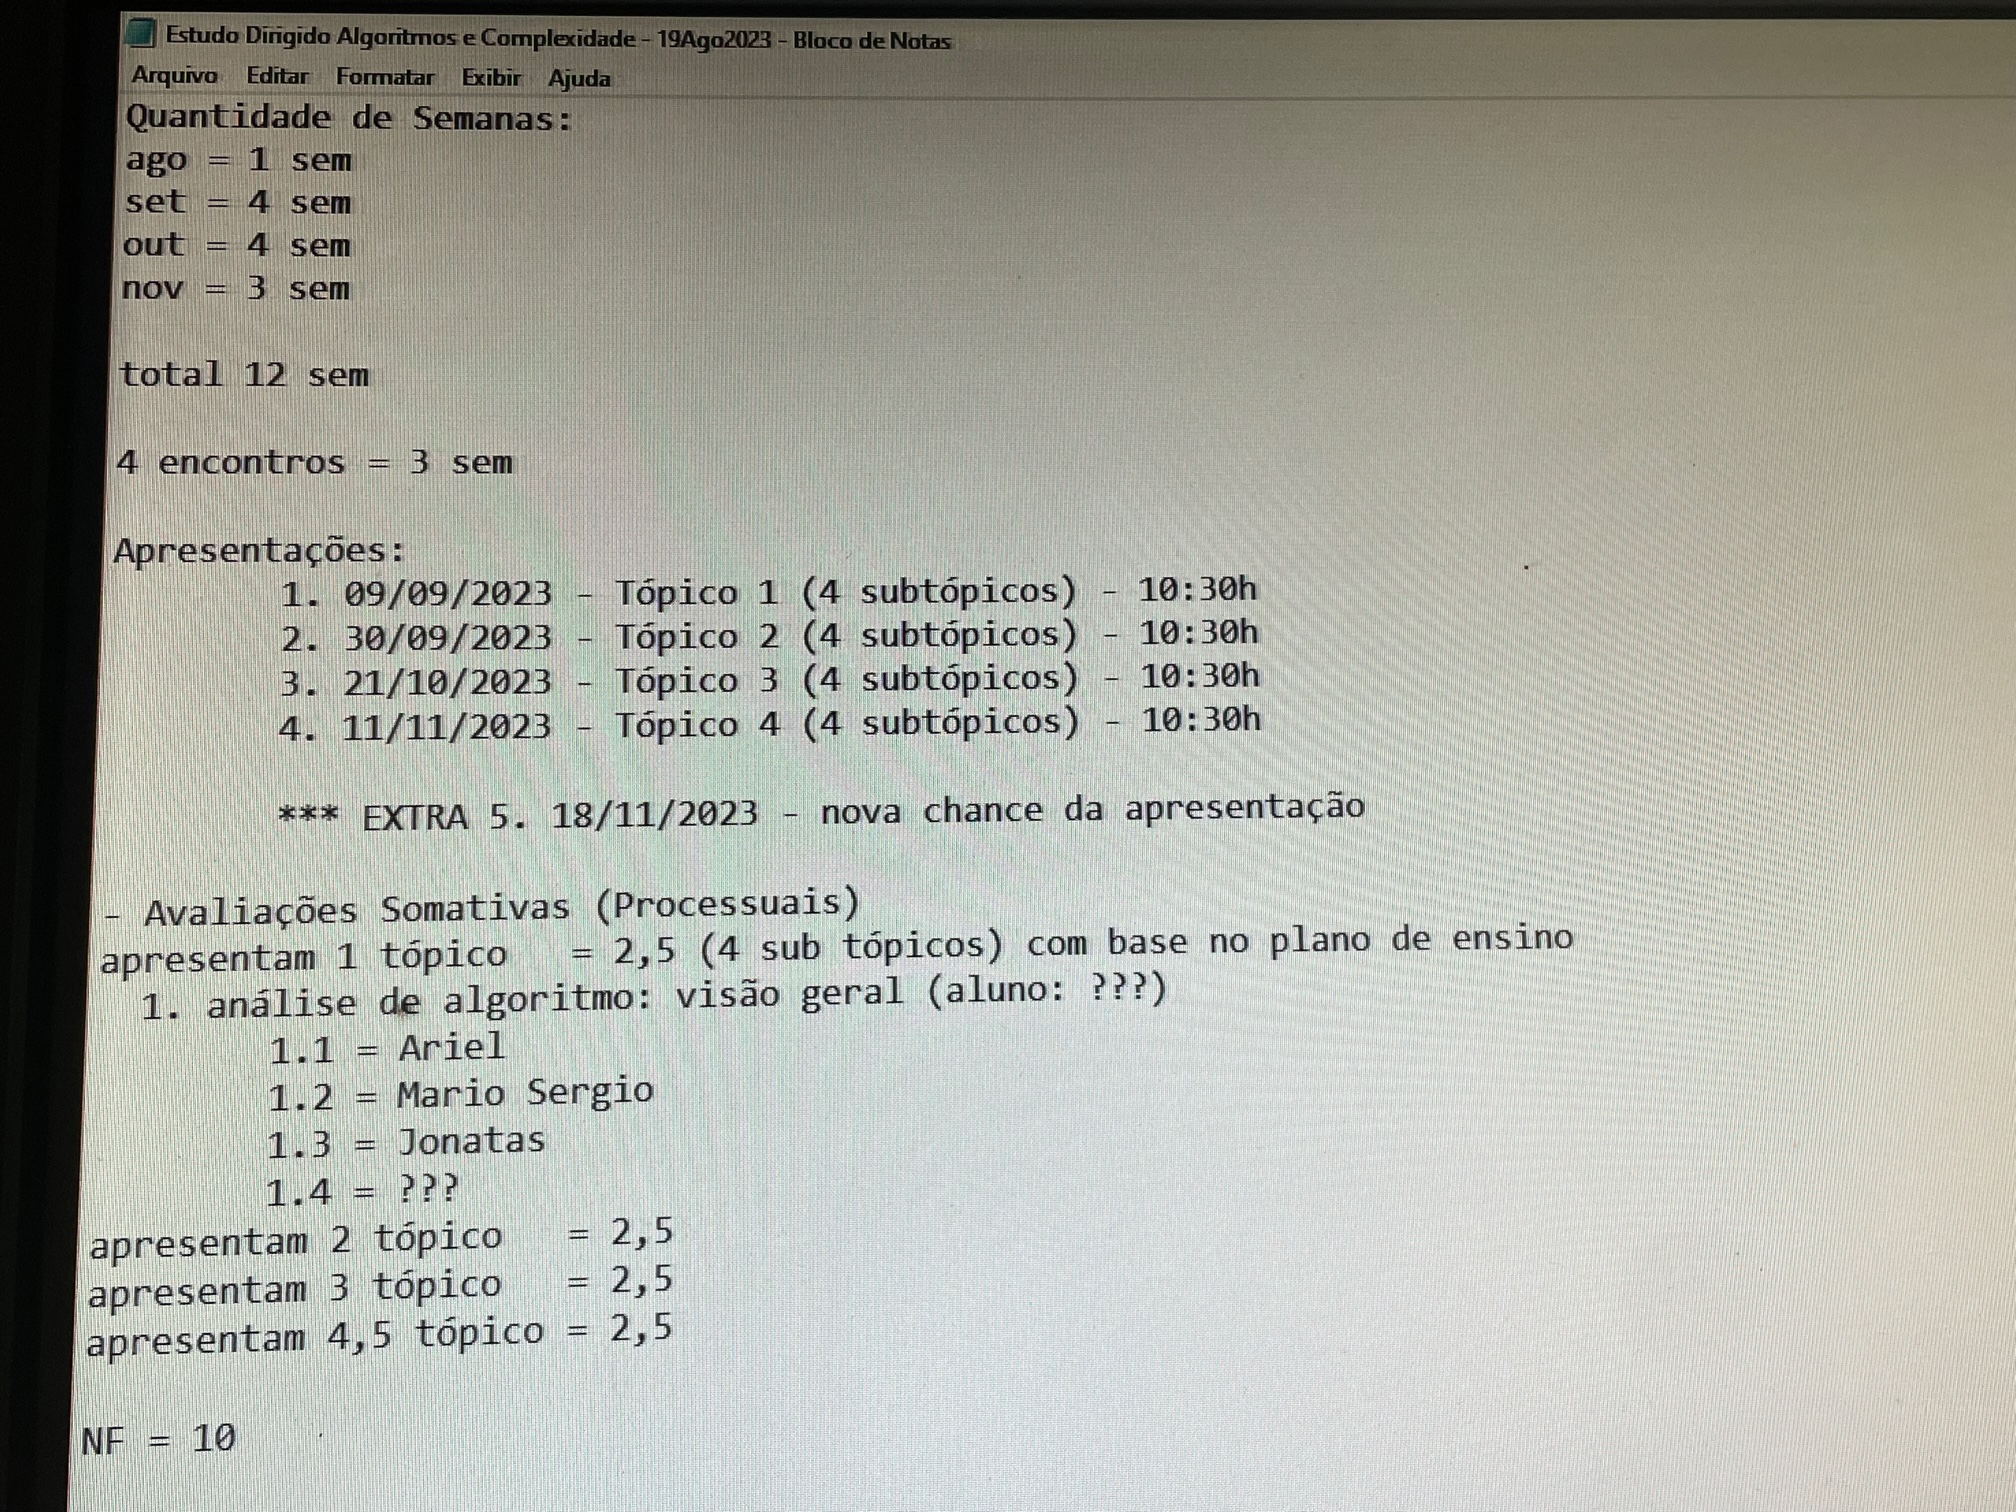 Estudo Dirigido Algoritmos e Complexidade - 19Ago2023 - Bloco de Notas
Arquivo Editar Formatar Exibir Ajuda
Quantidade de Semanas:
ago = 1 sem
set = 4 sem
out = 4 sem
nov = 3 sem
total 12 sem
4 encontros = 3 sem
Apresentações:
1. 09/09/2023 - Tópico 1 (4 subtópicos) - 10:30h
2. 30/09/2023 - Tópico 2 (4 subtópicos) - 10:30h
3. 21/10/2023 - Tópico 3 (4 subtópicos) - 10:30h
4. 11/11/2023 - Tópico 4 (4 subtópicos) - 10:30h
*** EXTRA 5. 18/11/2023 - nova chance da apresentação
- Avaliações Somativas (Processuais)
apresentam 1 tópico = 2,5 (4 sub tópicos) com base no plano de ensino
1. análise de algoritmo: visão geral (aluno: ???)
1.1 = Ariel
1.2 = Mario Sergio
1.3 = Jonatas
1.4 = ???
apresentam 2 tópico = 2,5
apresentam 3 tópico = 2,5
apresentam 4,5 tópico = 2,5
NF = 10